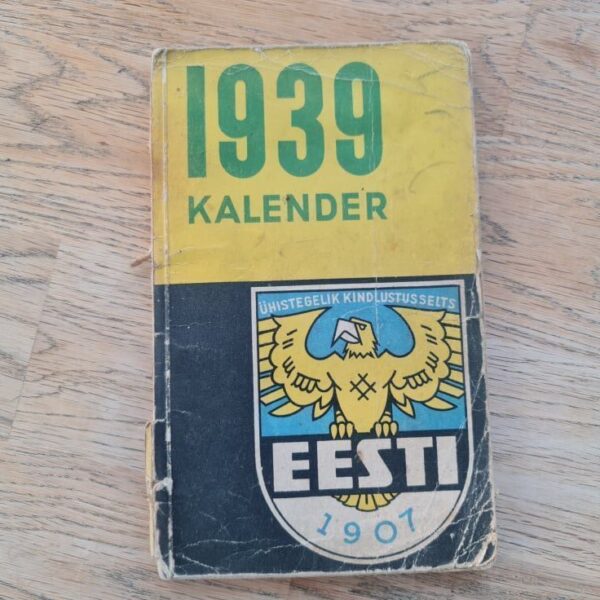 1939
KALENDER
ÜHISTEGELIK KINDLUSTUSSELTS
EESTI
1907